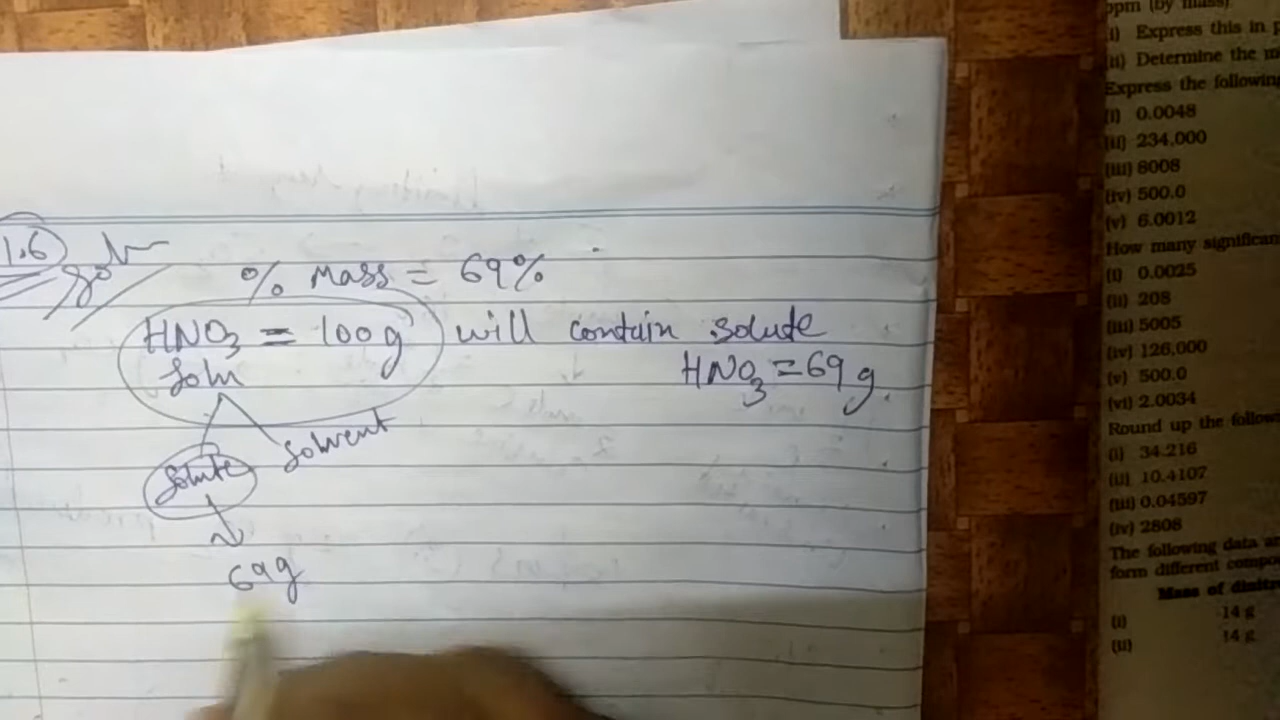 1.6 Soln
% Mass = 69%
HNO3 = 100g will contain solute
Soln HNO3 = 69 g
Solute Solvent
69g
ppm (by mass)
(i) Express this in
(ii) Determine the
Express the following
(i) 0.0048
(ii) 234,000
(iii) 8008
(iv) 500.0
(v) 6.0012
How many significan
(i) 0.0025
(ii) 208
(iii) 5005
(iv) 126,000
(v) 500.0
(vi) 2.0034
Round up the follow
(i) 34.216
(ii) 10.4107
(iii) 0.04597
(iv) 2808
The following data
form different compo
Mass of dinit
(i) 14 g
(ii) 14 g